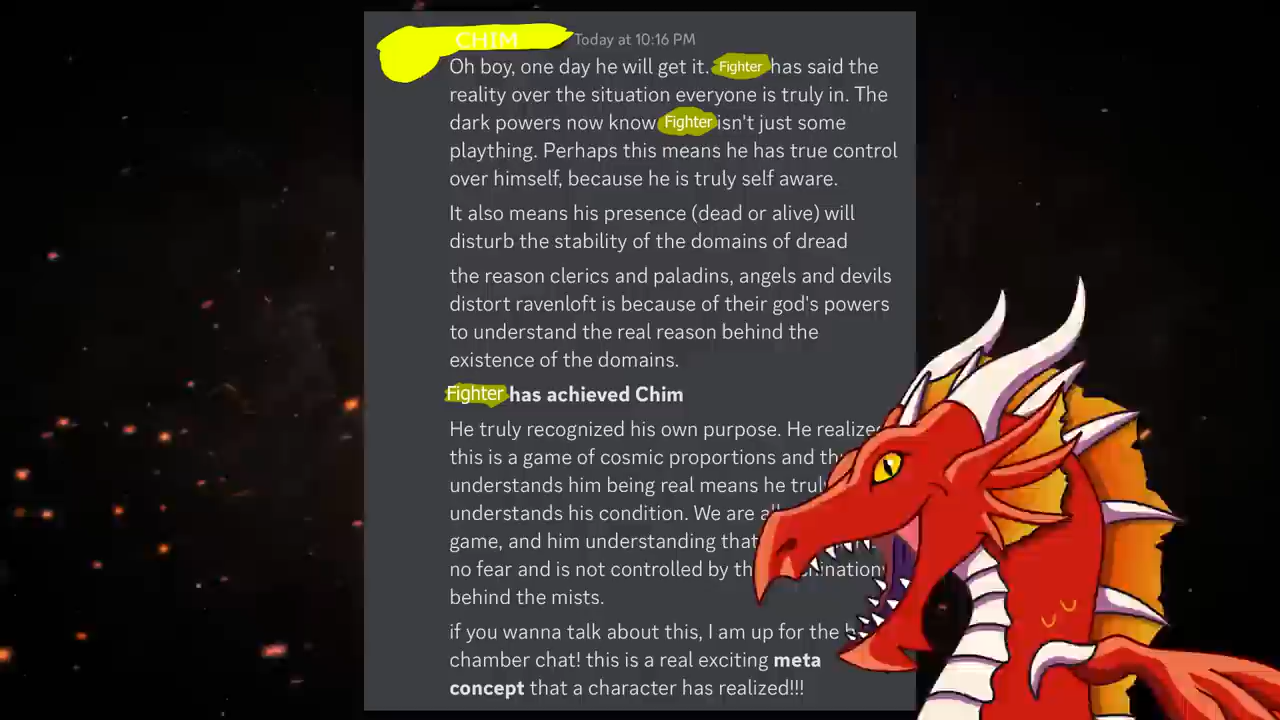 CHIM Today at 10:16 PM
Oh boy, one day he will get it. Fighter has said the
reality over the situation everyone is truly in. The
dark powers now know Fighter isn't just some
plaything. Perhaps this means he has true control
over himself, because he is truly self aware.
It also means his presence (dead or alive) will
disturb the stability of the domains of dread
the reason clerics and paladins, angels and devils
distort ravenloft is because of their god's powers
to understand the real reason behind the
existence of the domains.
Fighter has achieved Chim
He truly recognized his own purpose. He realize
this is a game of cosmic proportions and
understands him being real means he
understands his condition. We are
game, and him understanding that
no fear and is not controlled by
behind the mists.
if you wanna talk about this, I am up for the
chamber chat! this is a real exciting meta
concept that a character has realized!!!